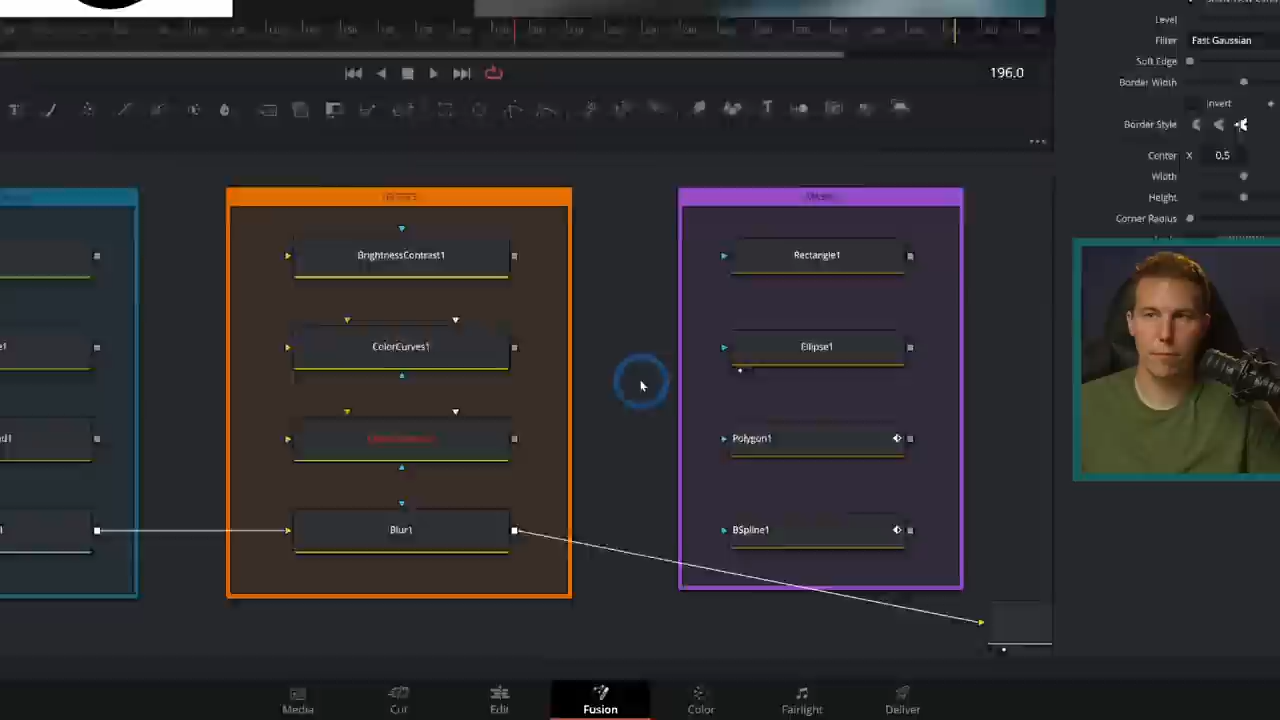 Level
Filter Fast Gaussian
Soft Edge
Border Width
196.0
Invert
Border Style
Center X 0.5
Width
Height
Corner Radius
BrightnessContrast1
Rectangle1
ColorCurves1
Ellipse1
Polygon1
Blur1
BSpline1
Media
Cut
Edit
Fusion
Color
Fairlight
Deliver